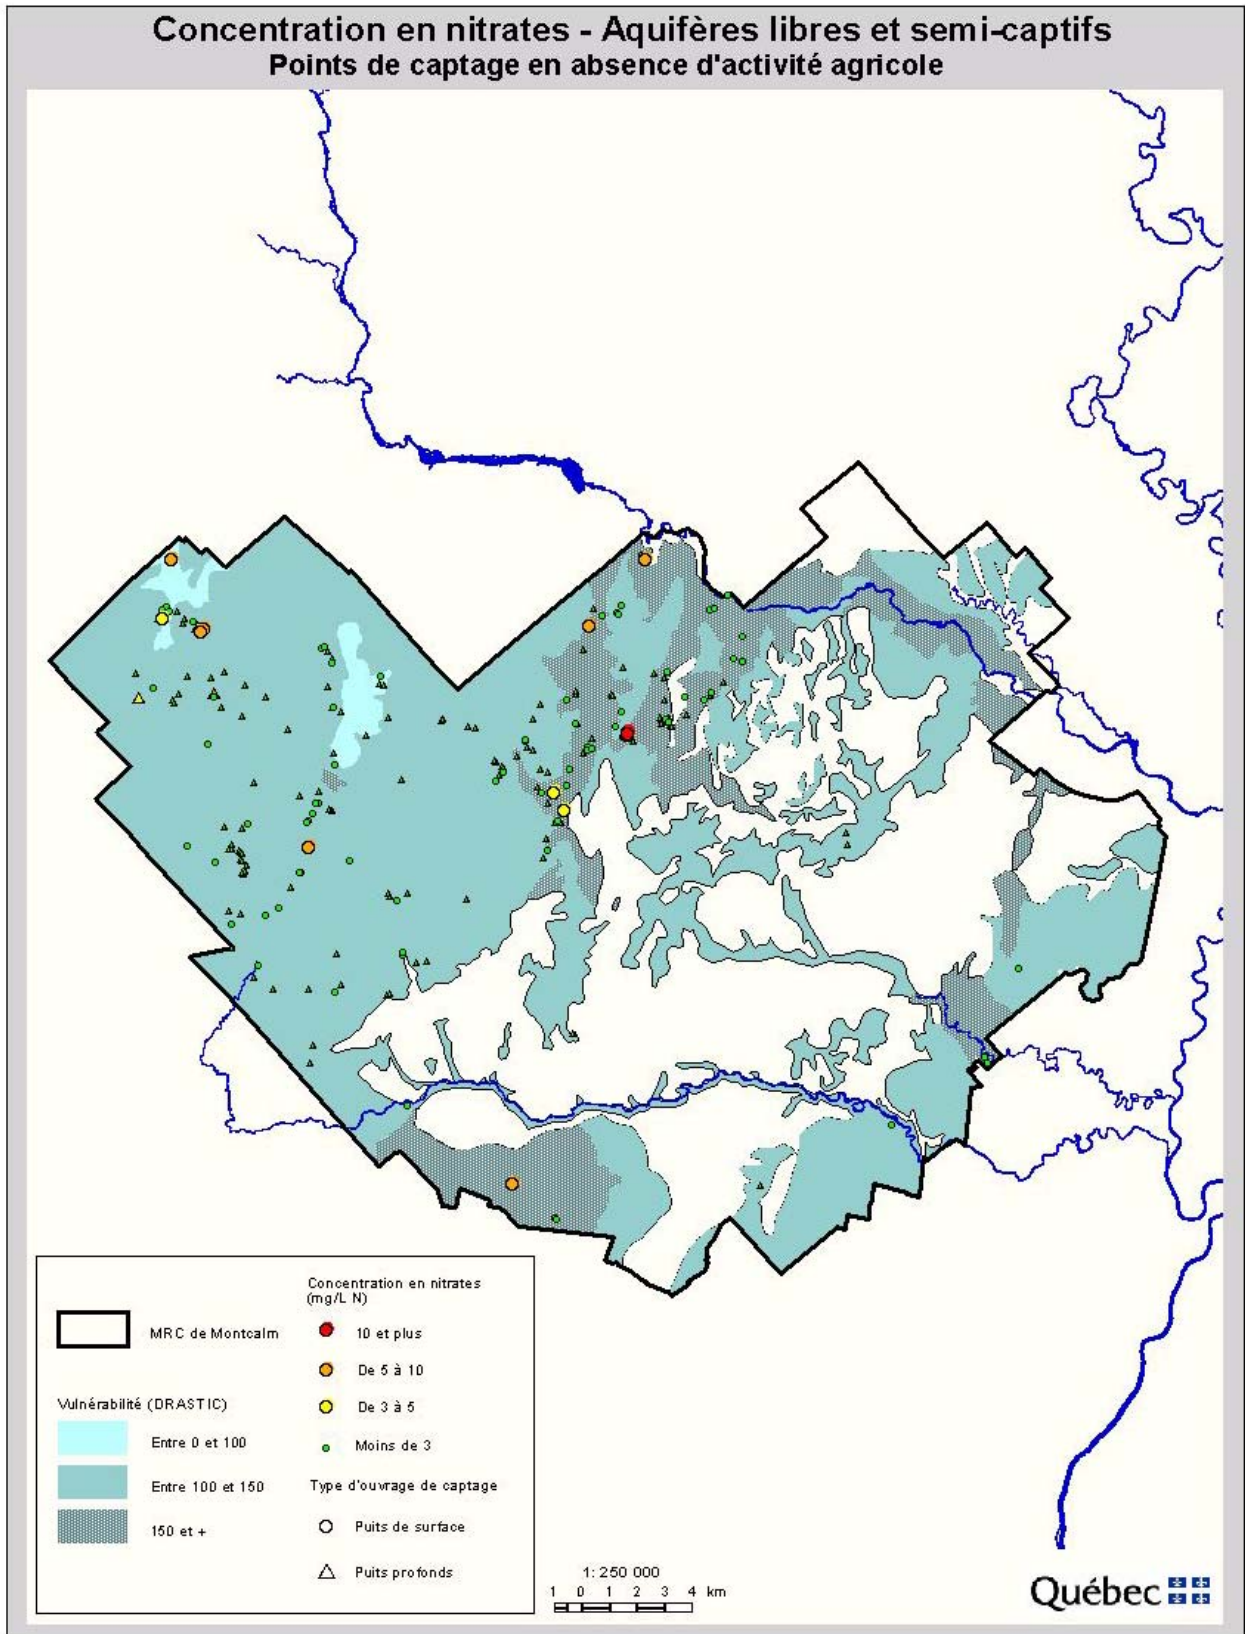 Concentration en nitrates - Aquifères libres et semi-captifs
Points de captage en absence d'activité agricole
MRC de Montcalm
Vulnérabilité (DRASTIC)
Entre 0 et 100
Entre 100 et 150
150 et +
Concentration en nitrates
(mg/L N)
10 et plus
De 5 à 10
De 3 à 5
Moins de 3
Type d'ouvrage de captage
Puits de surface
Puits profonds
1: 250 000
1 0 1 2 3 4 km
Québec